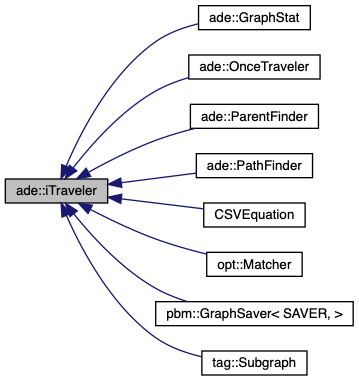 ade::GraphStat
ade::OnceTraveler
ade::ParentFinder
ade::PathFinder
ade::iTraveler
CSVEquation
opt::Matcher
pbm::GraphSaver< SAVER, >
tag::Subgraph